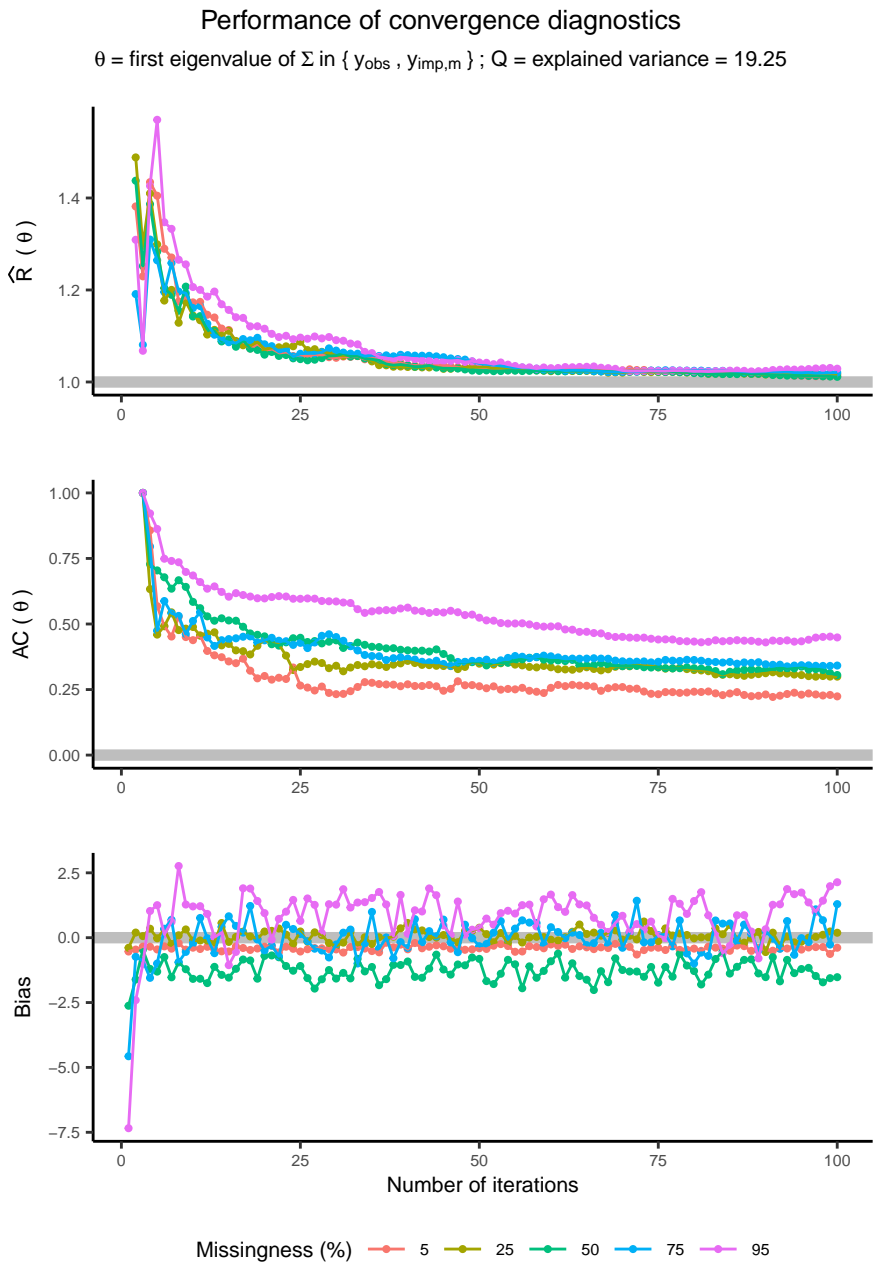 Performance of convergence diagnostics
θ = first eigenvalue of Σ in { y_obs , y_imp,m } ; Q = explained variance = 19.25
R̂ ( θ )
1.4
1.2
1.0
0 25 50 75 100
AC ( θ )
1.00
0.75
0.50
0.25
0.00
0 25 50 75 100
Bias
2.5
0.0
−2.5
−5.0
−7.5
0 25 50 75 100
Number of iterations
Missingness (%) 5 25 50 75 95